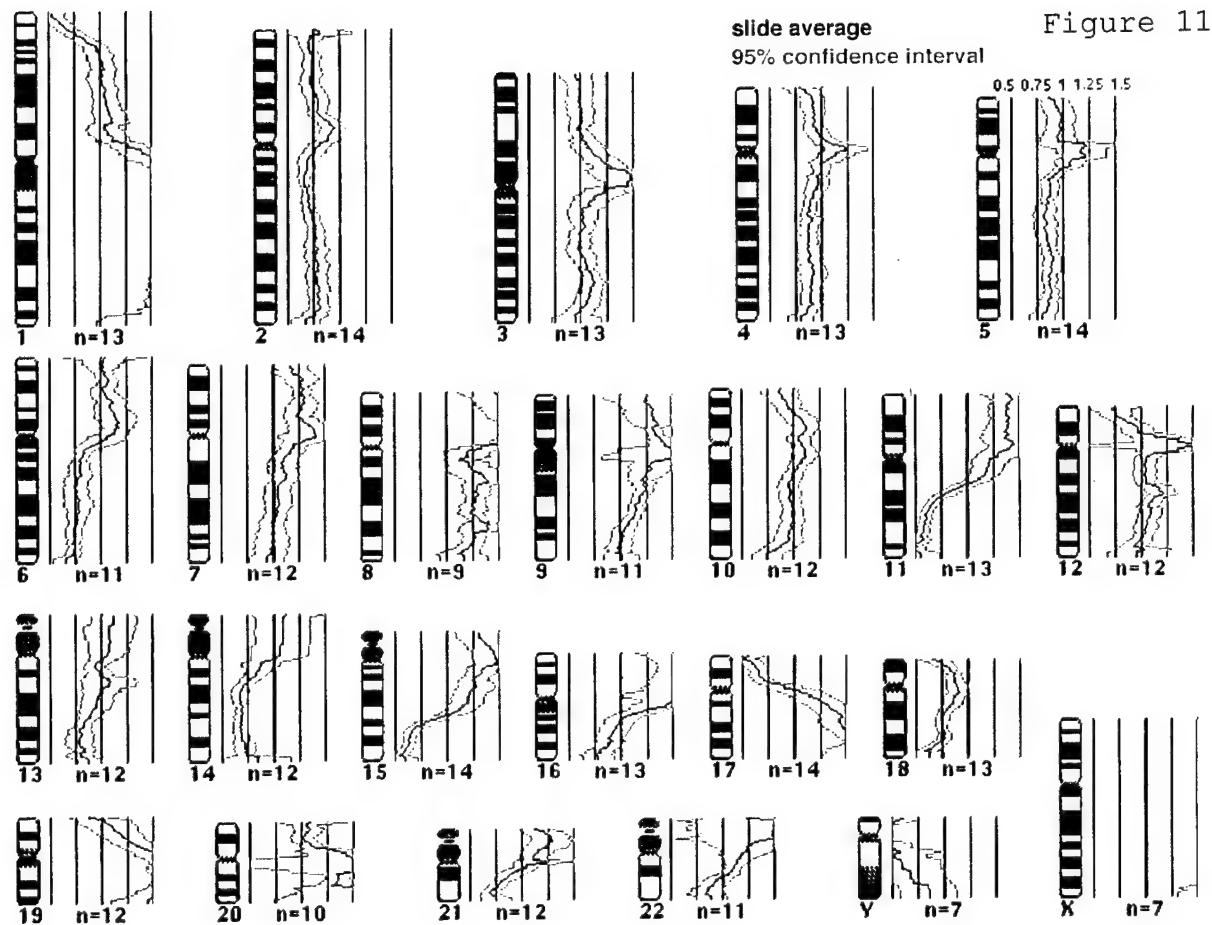 Figure 11
slide average
95% confidence interval
0.5 0.75 1 1.25 1.5
1 n=13
2 n=14
3 n=13
4 n=13
5 n=14
6 n=11
7 n=12
8 n=9
9 n=11
10 n=12
11 n=13
12 n=12
13 n=12
14 n=12
15 n=14
16 n=13
17 n=14
18 n=13
19 n=12
20 n=10
21 n=12
22 n=11
Y n=7
X n=7